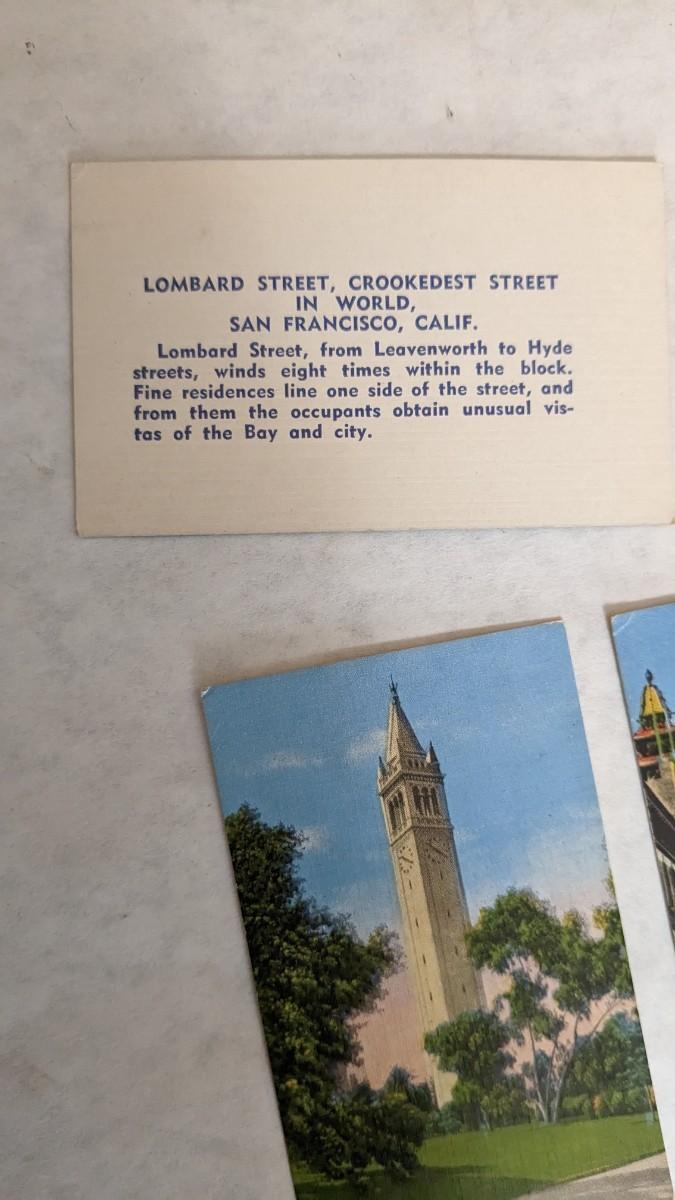 LOMBARD STREET, CROOKEDEST STREET
IN WORLD,
SAN FRANCISCO, CALIF.
Lombard Street, from Leavenworth to Hyde
streets, winds eight times within the block.
Fine residences line one side of the street, and
from them the occupants obtain unusual vis-
tas of the Bay and city.